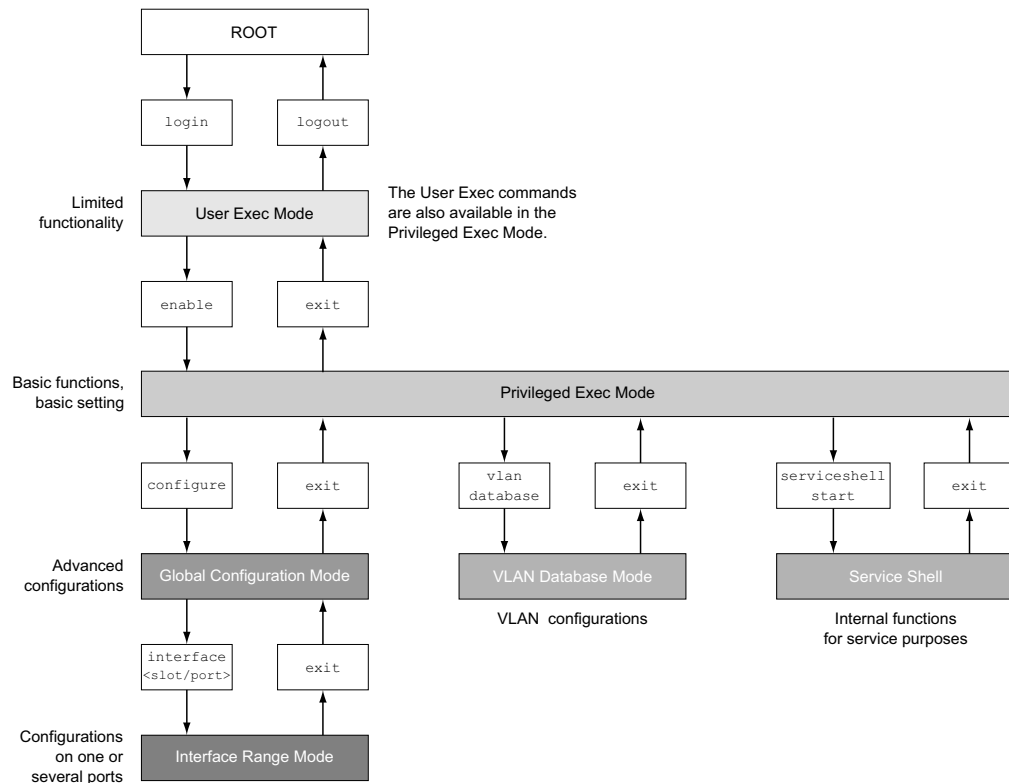 ROOT
login
logout
Limited
functionality
User Exec Mode
The User Exec commands
are also available in the
Privileged Exec Mode.
enable
exit
Basic functions,
basic setting
Privileged Exec Mode
configure
exit
vlan
database
exit
serviceshell
start
exit
Advanced
configurations
Global Configuration Mode
VLAN Database Mode
Service Shell
VLAN configurations
Internal functions
for service purposes
interface
<slot/port>
exit
Configurations
on one or
several ports
Interface Range Mode